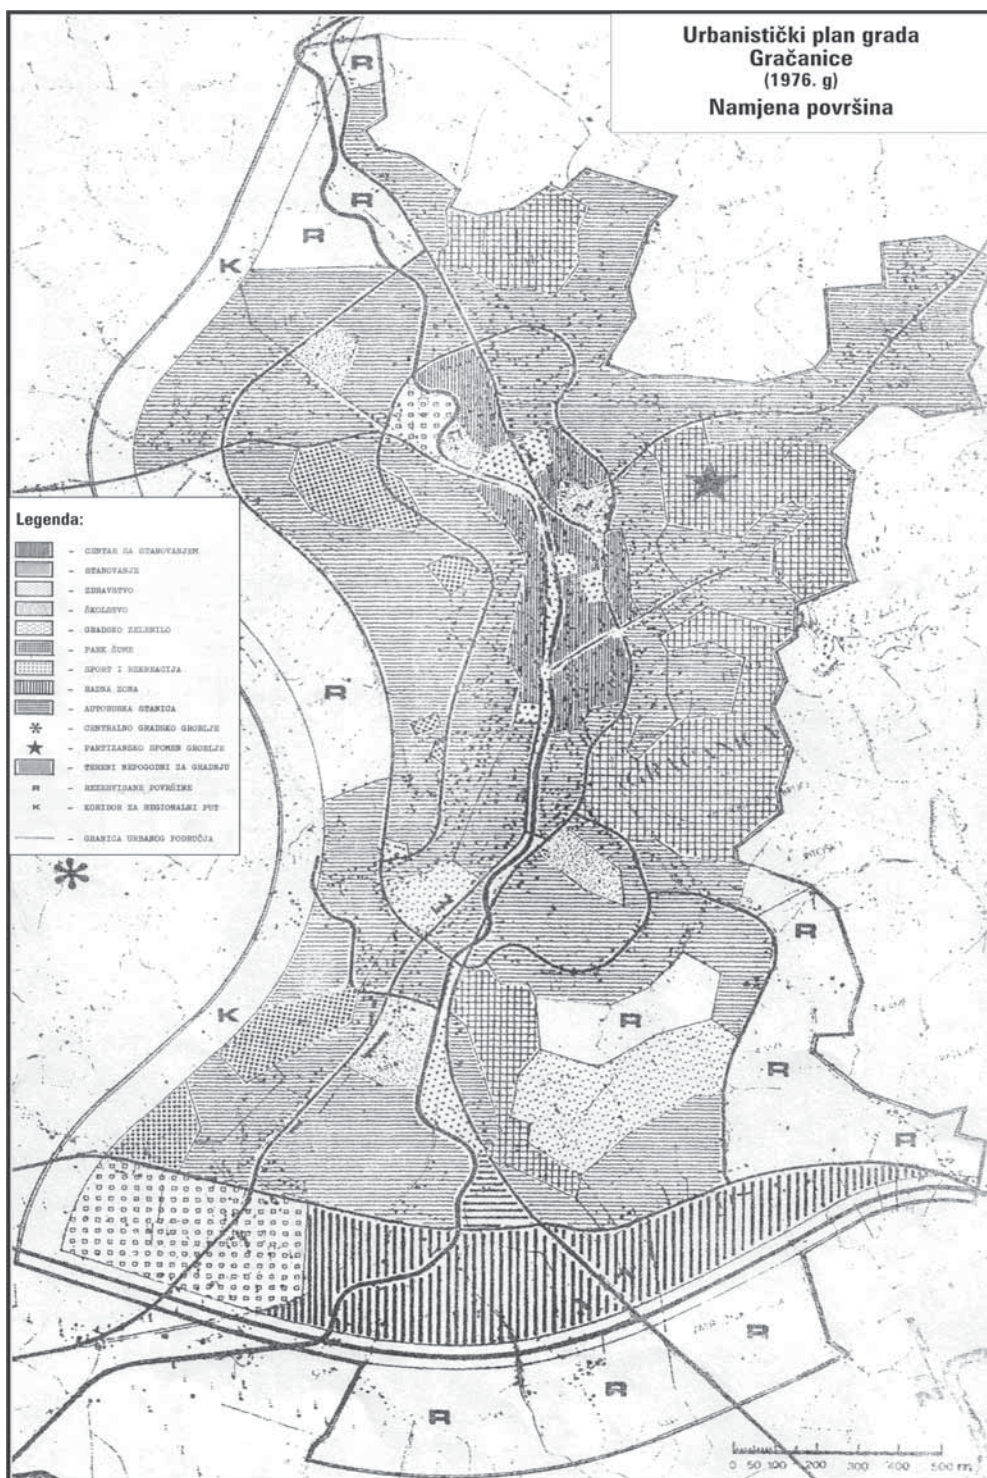 Urbanistički plan grada
Gračanice
(1976. g)
Namjena površina
R
R
R
K
Legenda:
- CENTAR SA STANOVANJEM
- STANOVANJE
- ZDRAVSTVO
- ŠKOLSTVO
- GRADSKO ZELENILO
- PARK ŠUME
- SPORT I REKREACIJA
- RADNA ZONA
- AUTOBUSKA STANICA
- CENTRALNO GRADSKO GROBLJE
- PARTIZANSKO SPOMEN GROBLJE
- TERENI NEPOGODNI ZA GRADNJU
R - REZERVISANE POVRŠINE
K - KORIDOR ZA REGIONALNI PUT
- GRANICA URBANOG PODRUČJA
R
GRAČANICA
R
K
R
R
R
R
R
R
0 50 100 200 300 400 500 m